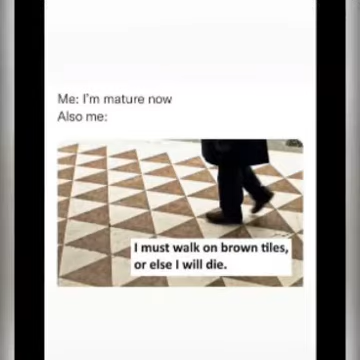 Me: I'm mature now
Also me:
I must walk on brown tiles,
or else I will die.